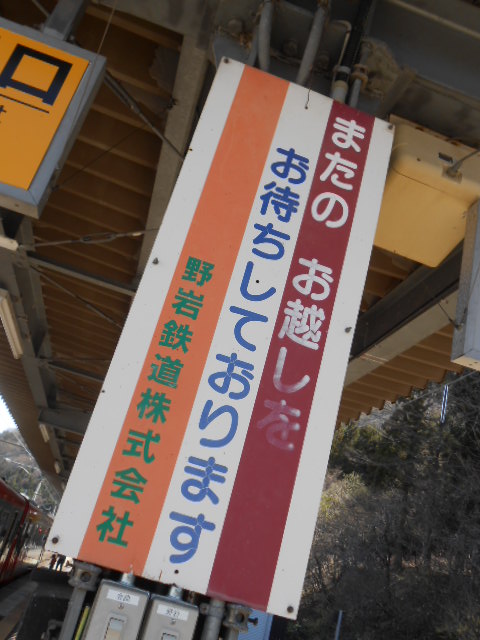 またの お越しを
お待ちしております
野岩鉄道株式会社
口